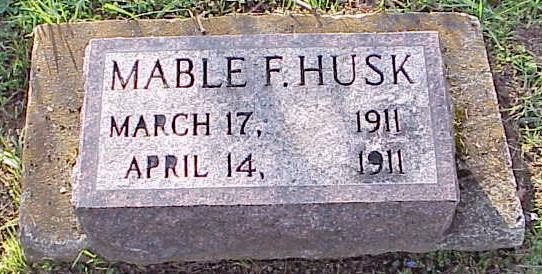 MABLE F. HUSK
MARCH 17, 1911
APRIL 14, 1911